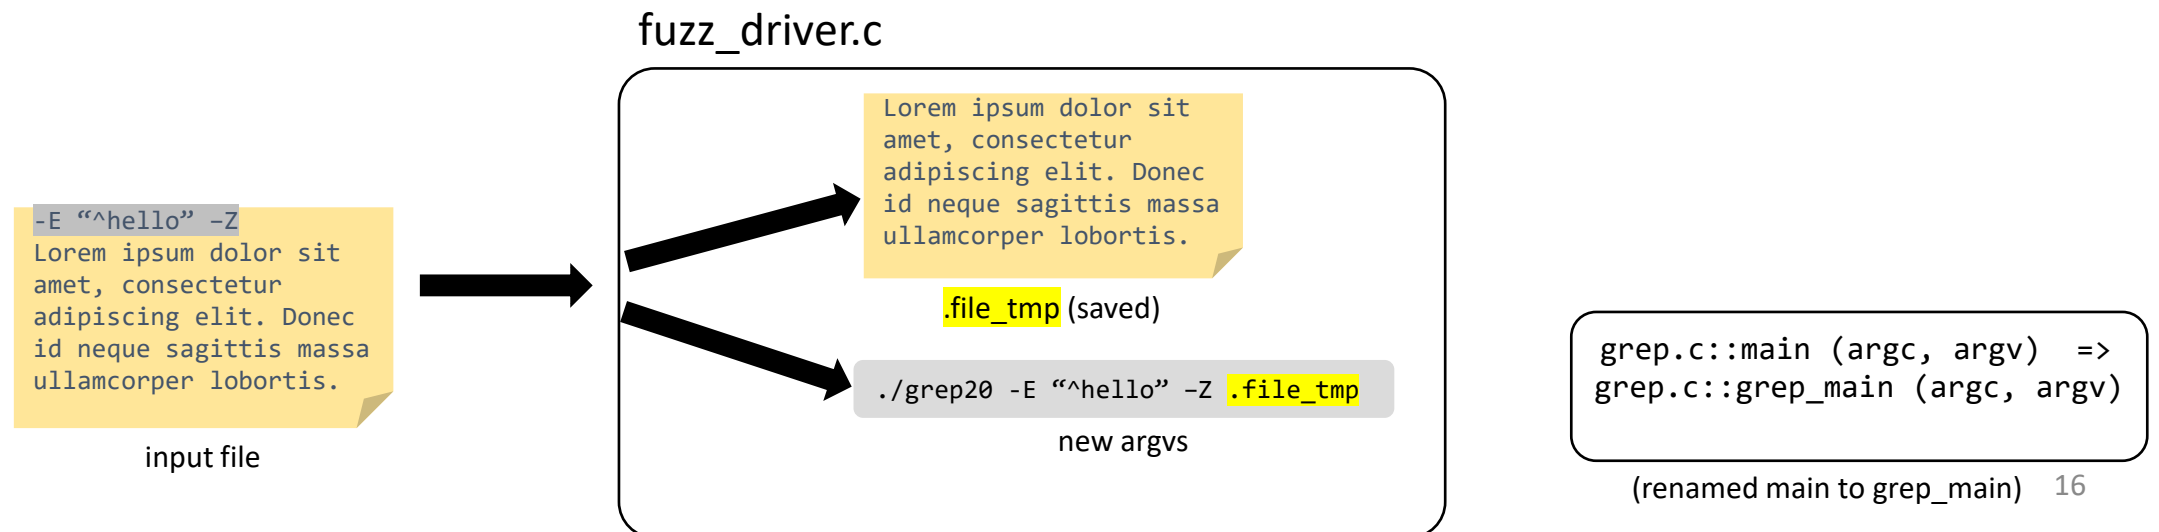 fuzz_driver.c
-E “^hello” –Z
Lorem ipsum dolor sit
amet, consectetur
adipiscing elit. Donec
id neque sagittis massa
ullamcorper lobortis.
input file
Lorem ipsum dolor sit
amet, consectetur
adipiscing elit. Donec
id neque sagittis massa
ullamcorper lobortis.
.file_tmp (saved)
./grep20 -E “^hello” –Z .file_tmp
new argvs
grep.c::main (argc, argv) =>
grep.c::grep_main (argc, argv)
(renamed main to grep_main)
16